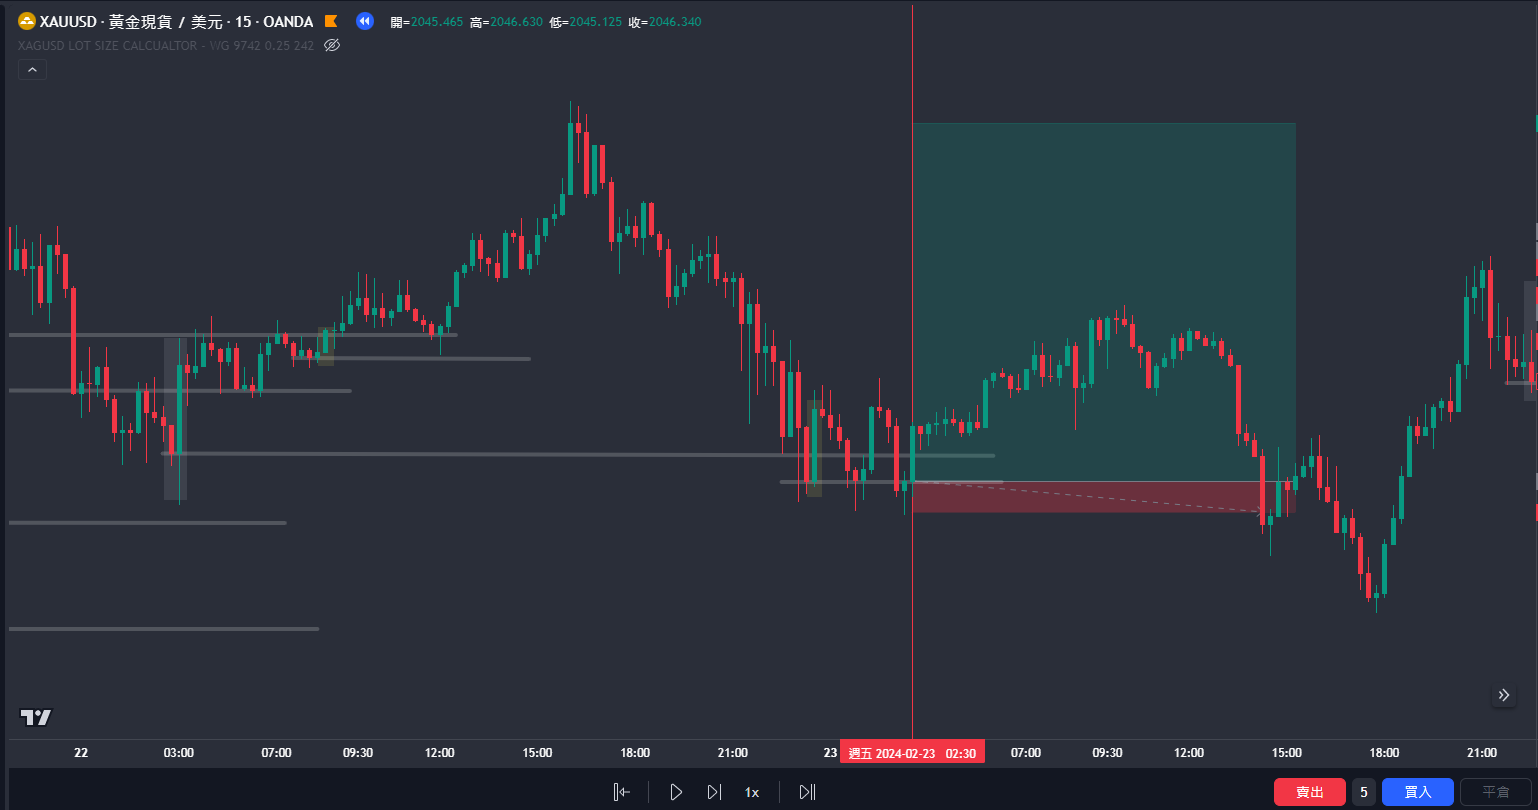 XAUUSD · 黃金現貨 / 美元 · 15 · OANDA 開=2045.465 高=2046.630 低=2045.125 收=2046.340
XAGUSD LOT SIZE CALCUALTOR - WG 9742 0.25 242
22 03:00 07:00 09:30 12:00 15:00 18:00 21:00 23 週五 2024-02-23 02:30 07:00 09:30 12:00 15:00 18:00 21:00
1x
賣出 5 買入 平倉